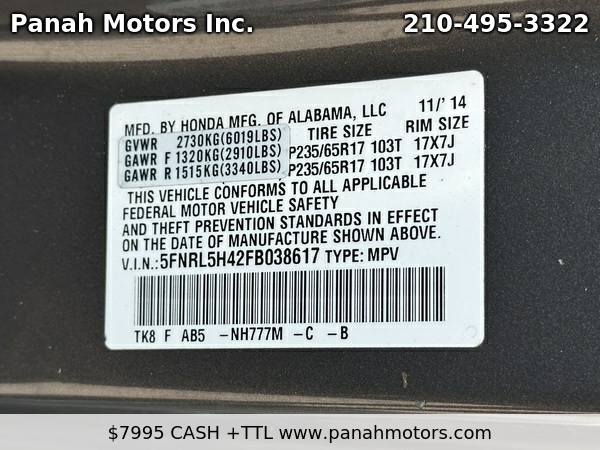 Panah Motors Inc. 210-495-3322
MFD. BY HONDA MFG. OF ALABAMA, LLC 11/' 14
GVWR 2730KG(6019LBS) TIRE SIZE RIM SIZE
GAWR F 1320KG(2910LBS) P235/65R17 103T 17X7J
GAWR R 1515KG(3340LBS) P235/65R17 103T 17X7J
THIS VEHICLE CONFORMS TO ALL APPLICABLE
FEDERAL MOTOR VEHICLE SAFETY
AND THEFT PREVENTION STANDARDS IN EFFECT
ON DATE OF MANUFACTURE SHOWN ABOVE.
V.I.N.:5FNRL5H42FB038617 TYPE: MPV
TK8 F AB5 -NH777M -C -B
$7995 CASH +TTL www.panahmotors.com